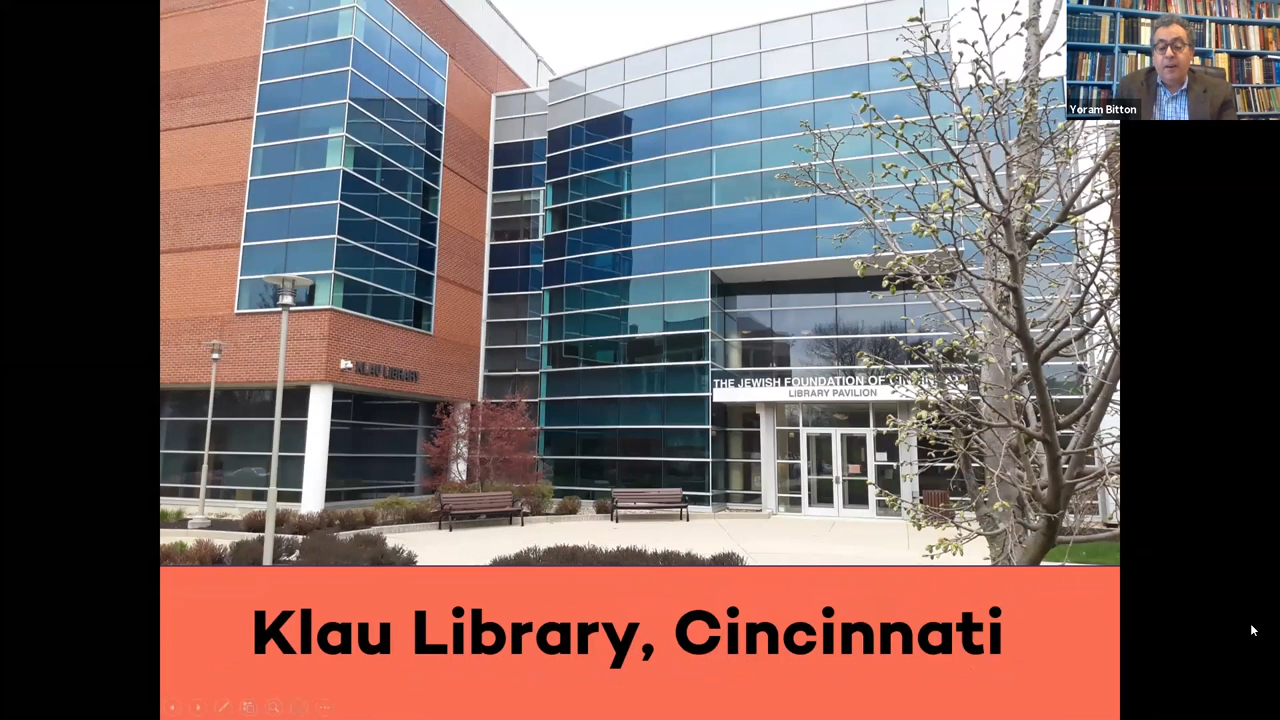 Yoram Bitton
KLAU LIBRARY
THE JEWISH FOUNDATION OF
LIBRARY PAVILION
Klau Library, Cincinnati